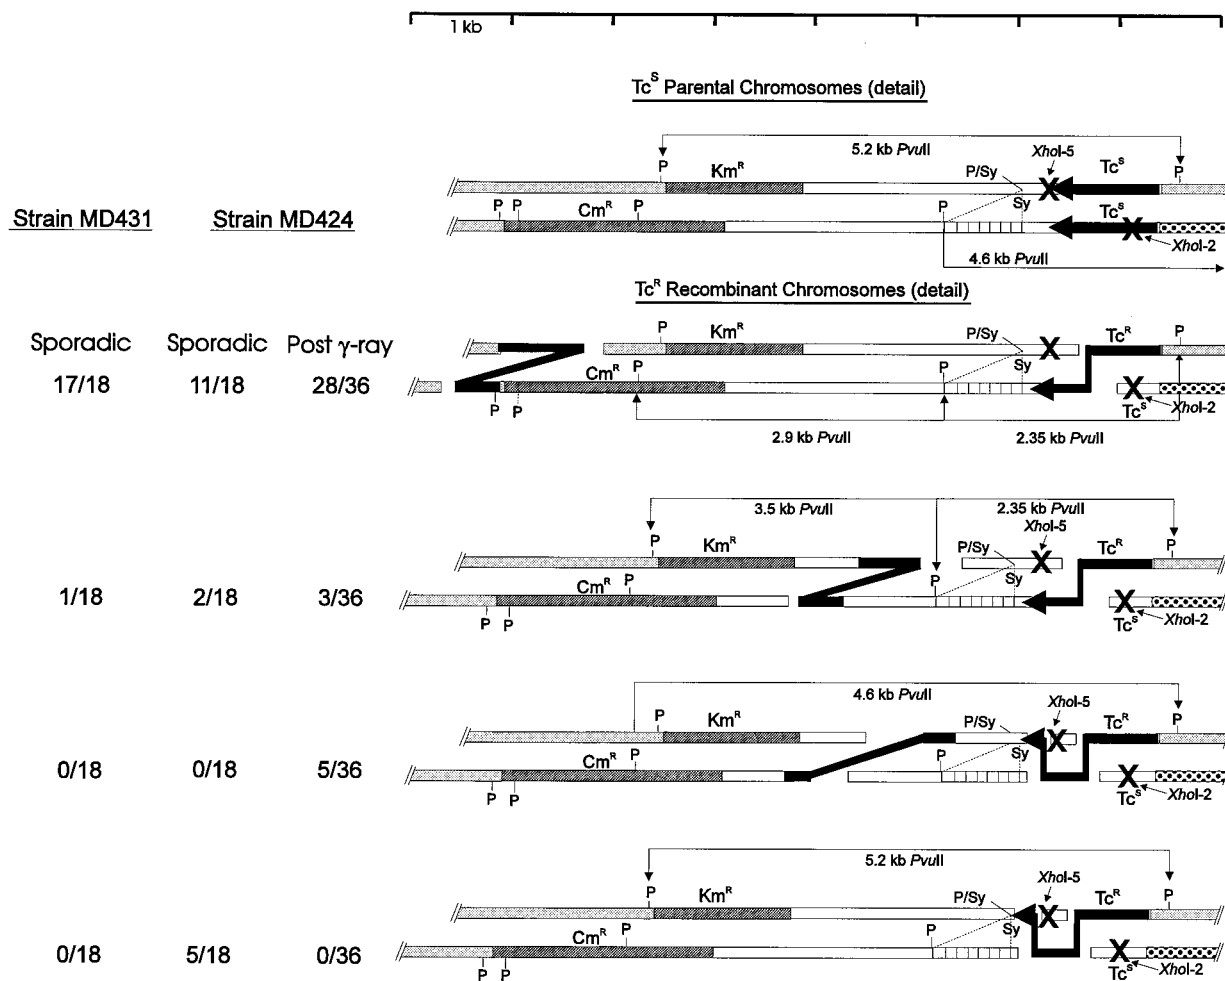 1 kb
Tc^S Parental Chromosomes (detail)
5.2 kb PvuII
XhoI-5
P Km^R P/Sy Tc^S P
Strain MD431 Strain MD424
P P Cm^R P P Sy Tc^S
XhoI-2
4.6 kb PvuII
Tc^R Recombinant Chromosomes (detail)
Sporadic Sporadic Post γ-ray
P Km^R P/Sy Tc^R P
17/18 11/18 28/36
Cm^R P P Sy
P P Tc^S XhoI-2
2.9 kb PvuII 2.35 kb PvuII
3.5 kb PvuII 2.35 kb PvuII
XhoI-5
P Km^R P/Sy Tc^R P
1/18 2/18 3/36
Cm^R P P Sy
P P Tc^S XhoI-2
4.6 kb PvuII
XhoI-5
P Km^R P/Sy Tc^R P
0/18 0/18 5/36
Cm^R P P Sy
P P Tc^S XhoI-2
5.2 kb PvuII
XhoI-5
P Km^R P/Sy Tc^R P
0/18 5/18 0/36
Cm^R P P Sy
P P Tc^S XhoI-2